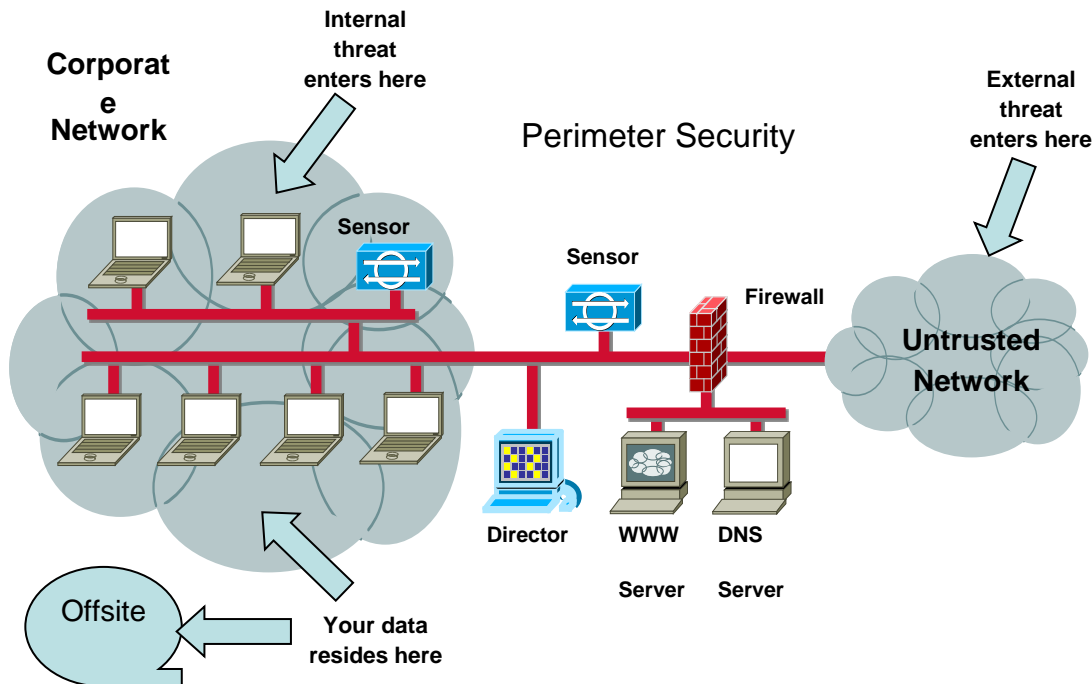 Internal
threat
enters here
Corporat
e
Network
External
threat
enters here
Perimeter Security
Sensor
Sensor
Firewall
Untrusted
Network
Director
WWW
Server
DNS
Server
Offsite
Your data
resides here